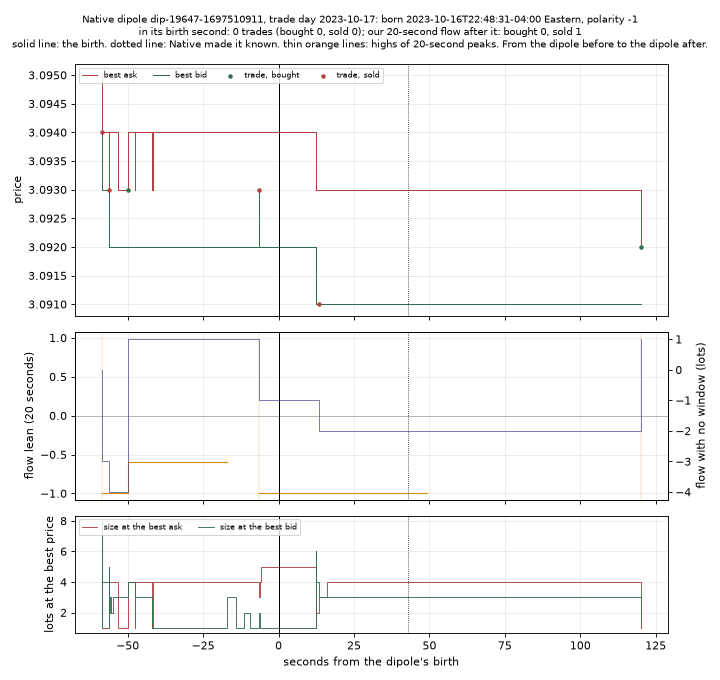 Native dipole dip-19647-1697510911, trade day 2023-10-17: born 2023-10-16T22:48:31-04:00 Eastern, polarity -1
in its birth second: 0 trades (bought 0, sold 0); our 20-second flow after it: bought 0, sold 1
solid line: the birth. dotted line: Native made it known. thin orange lines: highs of 20-second peaks. From the dipole before to the dipole after.
best ask best bid trade, bought trade, sold
3.0950
3.0945
3.0940
3.0935
3.0930
3.0925
3.0920
3.0915
3.0910
price
1.0
0.5
0.0
−0.5
−1.0
flow lean (20 seconds)
1
0
−1
−2
−3
−4
flow with no window (lots)
size at the best ask size at the best bid
8
6
4
2
lots at the best price
−50 −25 0 25 50 75 100 125
seconds from the dipole's birth